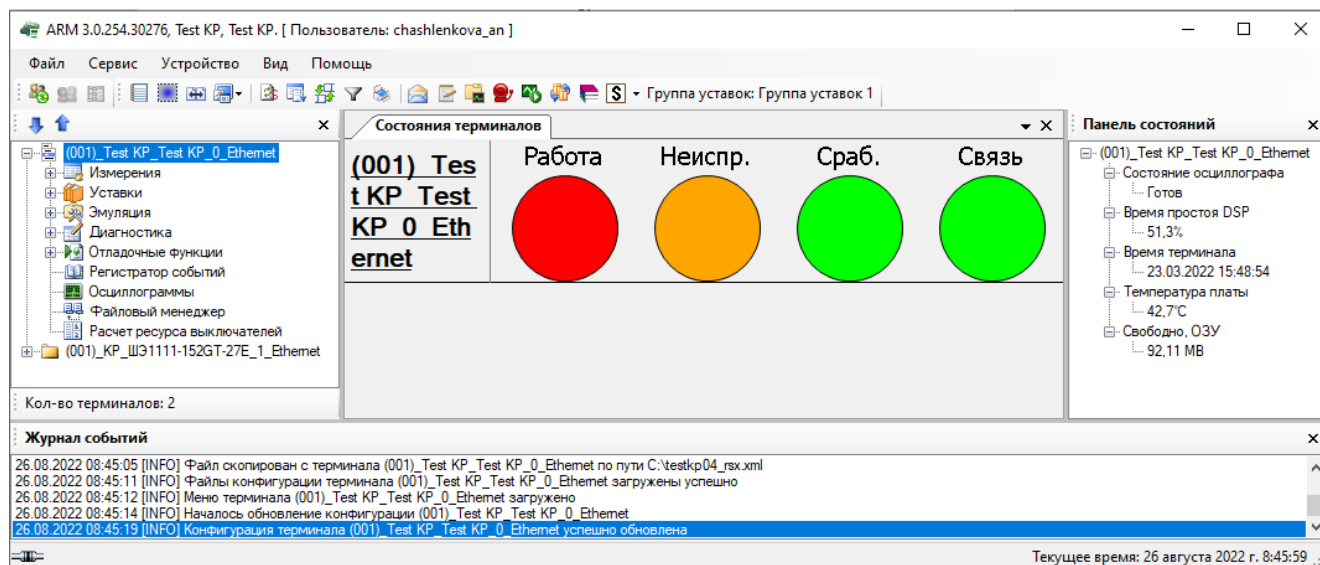 ARM 3.0.254.30276, Test KP, Test KP. [ Пользователь: chashlenkova_an ]
Файл Сервис Устройство Вид Помощь
S Группа уставок: Группа уставок 1
Состояния терминалов
Панель состояний
(001)_Test KP_Test KP_0_Ethernet
Измерения
Уставки
Эмуляция
Диагностика
Отладочные функции
Регистратор событий
Осциллограммы
Файловый менеджер
Расчет ресурса выключателей
(001)_КР_ШЭ1111-152GT-27E_1_Ethernet
Кол-во терминалов: 2
(001)_Tes
t KP_Test
KP_0_Eth
ernet
Работа Неиспр. Сраб. Связь
(001)_Test KP_Test KP_0_Ethernet
Состояние осциллографа
Готов
Время простоя DSP
51,3%
Время терминала
23.03.2022 15:48:54
Температура платы
42,7°C
Свободно, ОЗУ
92,11 MB
Журнал событий
26.08.2022 08:45:05 [INFO] Файл скопирован с терминала (001)_Test KP_Test KP_0_Ethernet по пути C:\testkp04_rsx.xml
26.08.2022 08:45:11 [INFO] Файлы конфигурации терминала (001)_Test KP_Test KP_0_Ethernet загружены успешно
26.08.2022 08:45:12 [INFO] Меню терминала (001)_Test KP_Test KP_0_Ethernet загружено
26.08.2022 08:45:14 [INFO] Началось обновление конфигурации (001)_Test KP_Test KP_0_Ethernet
26.08.2022 08:45:19 [INFO] Конфигурация терминала (001)_Test KP_Test KP_0_Ethernet успешно обновлена
Текущее время: 26 августа 2022 г. 8:45:59